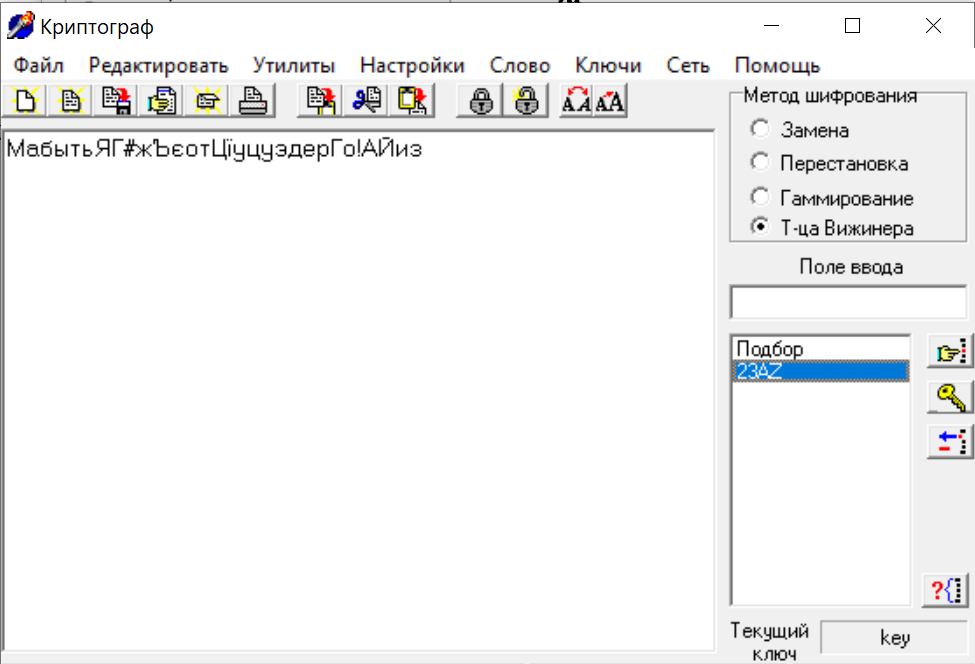 Криптограф
Файл Редактировать Утилиты Настройки Слово Ключи Сеть Помощь
МабытьЯГ#жЪєотЦїуцуздерГо!АЙиз
Метод шифрования
Замена
Перестановка
Гаммирование
Т-ца Вижинера
Поле ввода
Подбор
23AZ
Текущий
ключ
key